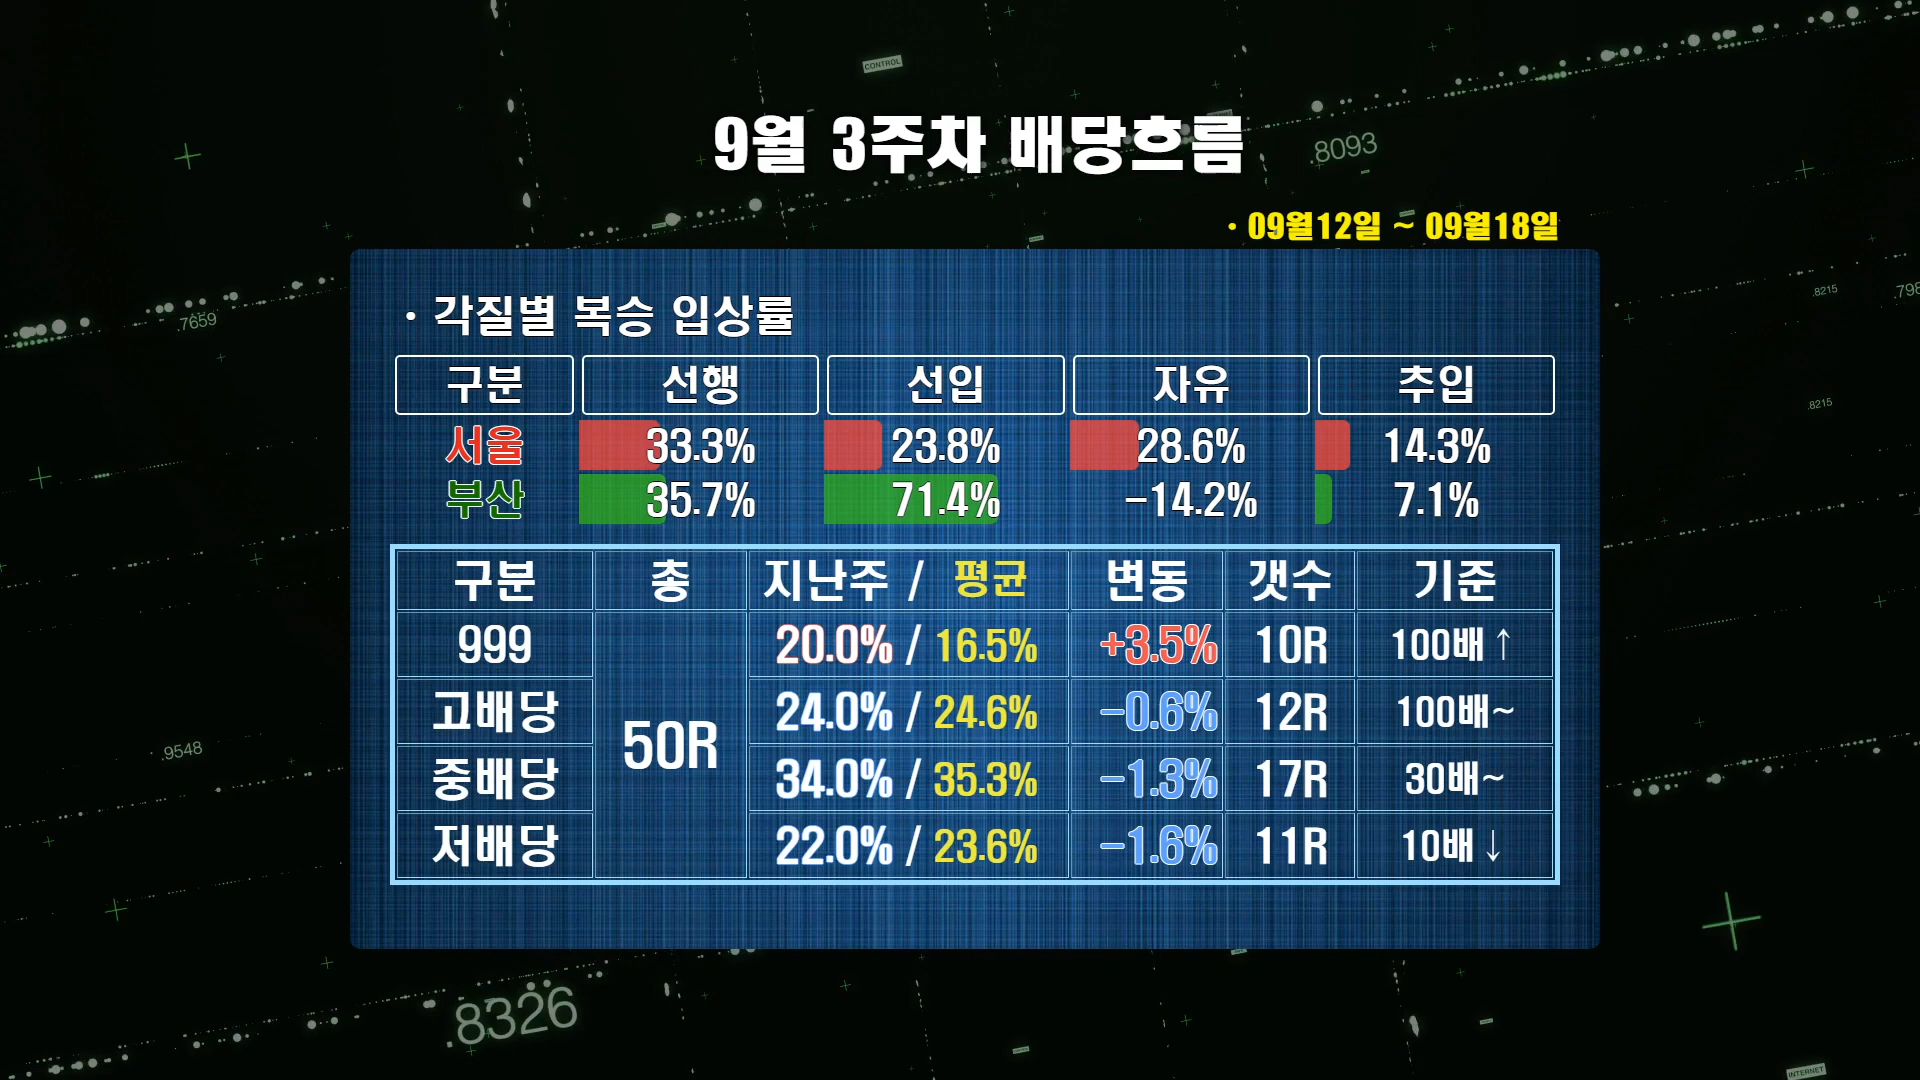 CONTROL
9월 3주차 배당흐름
.8093
· 09월12일 ~ 09월18일
· 각질별 복승 입상률
.7659
.8215
.798
구분 선행 선입 자유 추입
.8215
서울 33.3% 23.8% 28.6% 14.3%
부산 35.7% 71.4% -14.2% 7.1%
구분 총 지난주 / 평균 변동 갯수 기준
999 20.0% / 16.5% +3.5% 10R 100배↑
고배당 24.0% / 24.6% -0.6% 12R 100배~
50R
.9548
중배당 34.0% / 35.3% -1.3% 17R 30배~
저배당 22.0% / 23.6% -1.6% 11R 10배↓
.8326
INTERNET